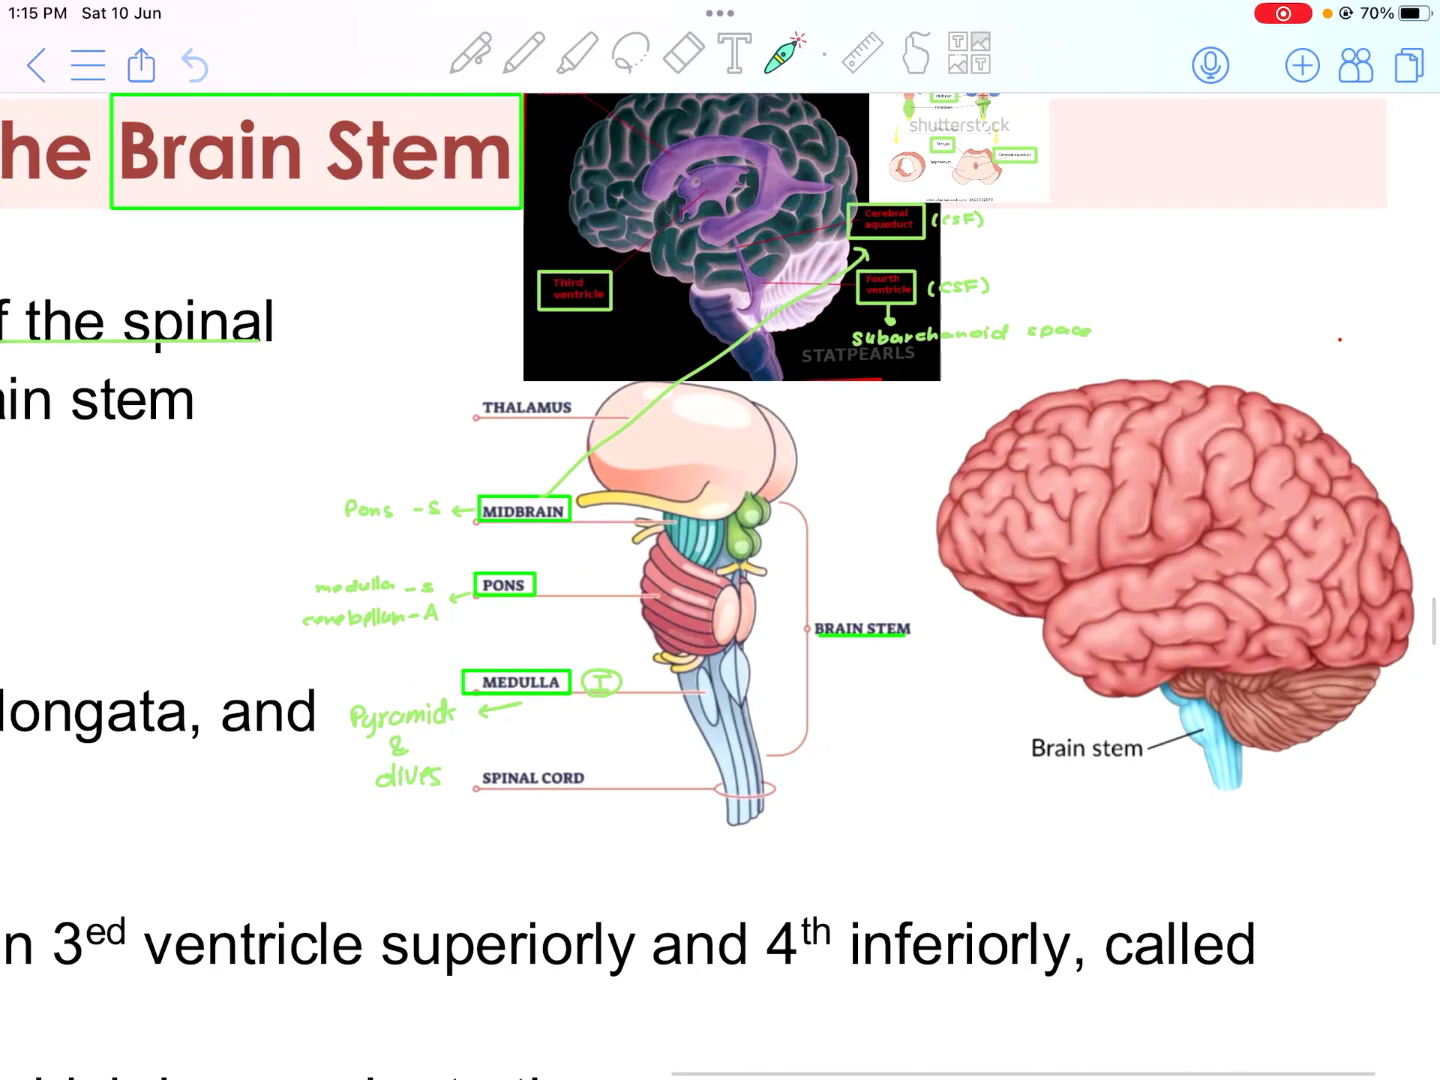 1:15 PM Sat 10 Jun
70%
he Brain Stem
shutterstock
Cerebral
aqueduct
(CSF)
Third
ventricle
Fourth
ventricle
(CSF)
Subarchanoid space
STATPEARLS
f the spinal
ain stem
THALAMUS
Pons - S
MIDBRAIN
medulla - s
cerebellum - A
PONS
BRAIN STEM
MEDULLA
I
longata, and
Pyramids
&
olives
SPINAL CORD
Brain stem
n 3ed ventricle superiorly and 4th inferiorly, called